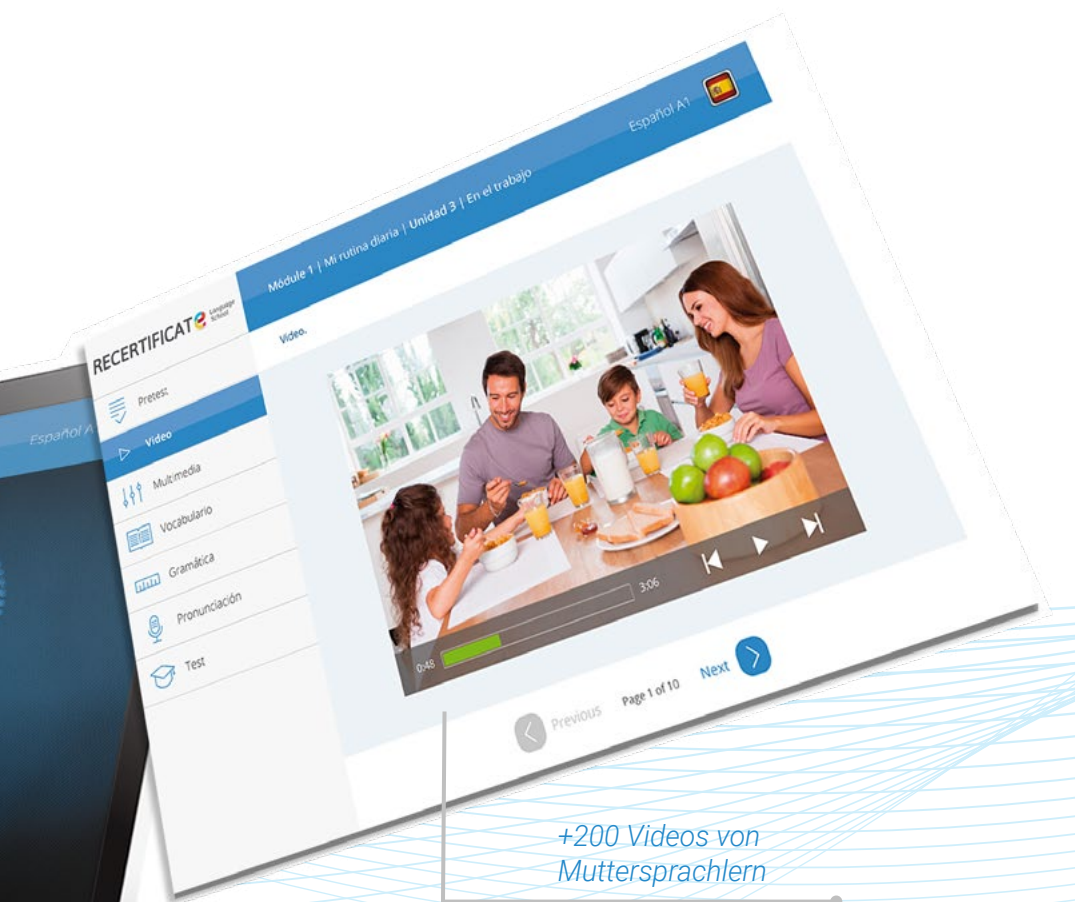 Español A1
Módule 1 | Mi rutina diaria | Unidad 3 | En el trabajo
RECERTIFICAT Language School
Video.
Pretest
Video
Multimedia
Vocabulario
Gramática
Pronunciación
Test
Español A
0:48
3:06
Previous
Page 1 of 10
Next
+200 Videos von
Muttersprachlern